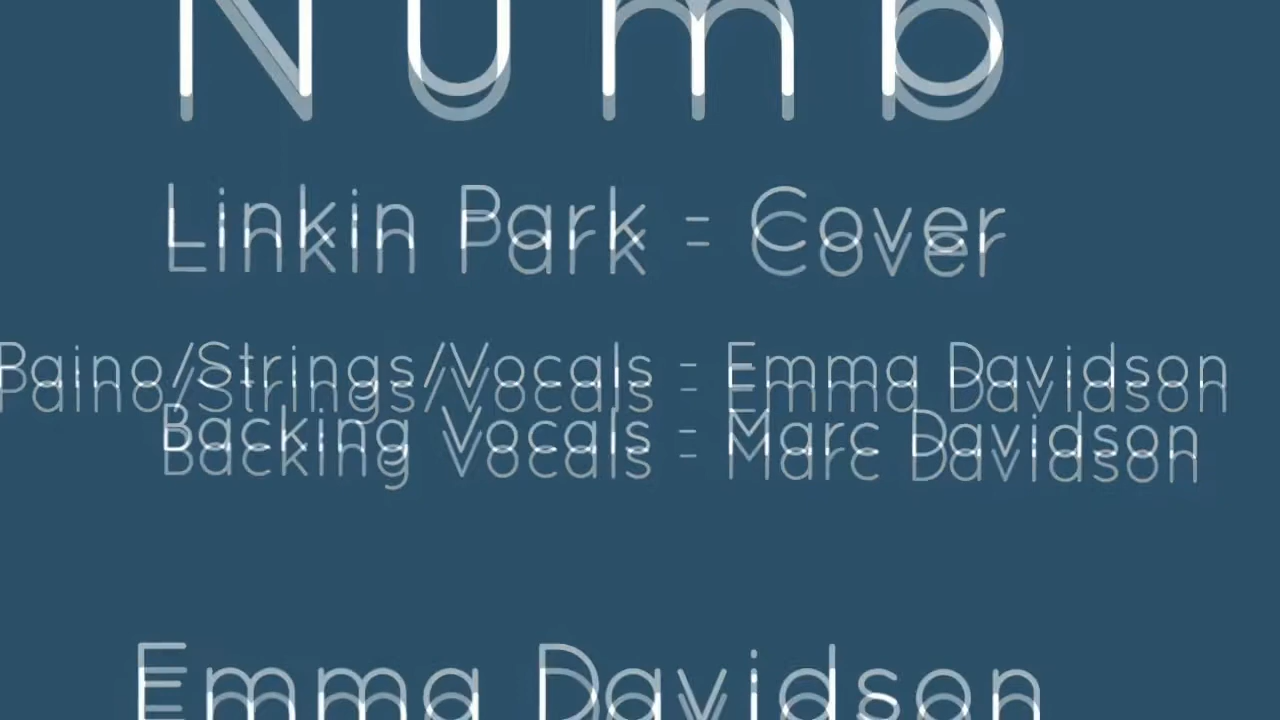 Numb
Linkin Park - Cover
Paino/Strings/Vocals - Emma Davidson
Backing Vocals - Marc Davidson
Emma Davidson